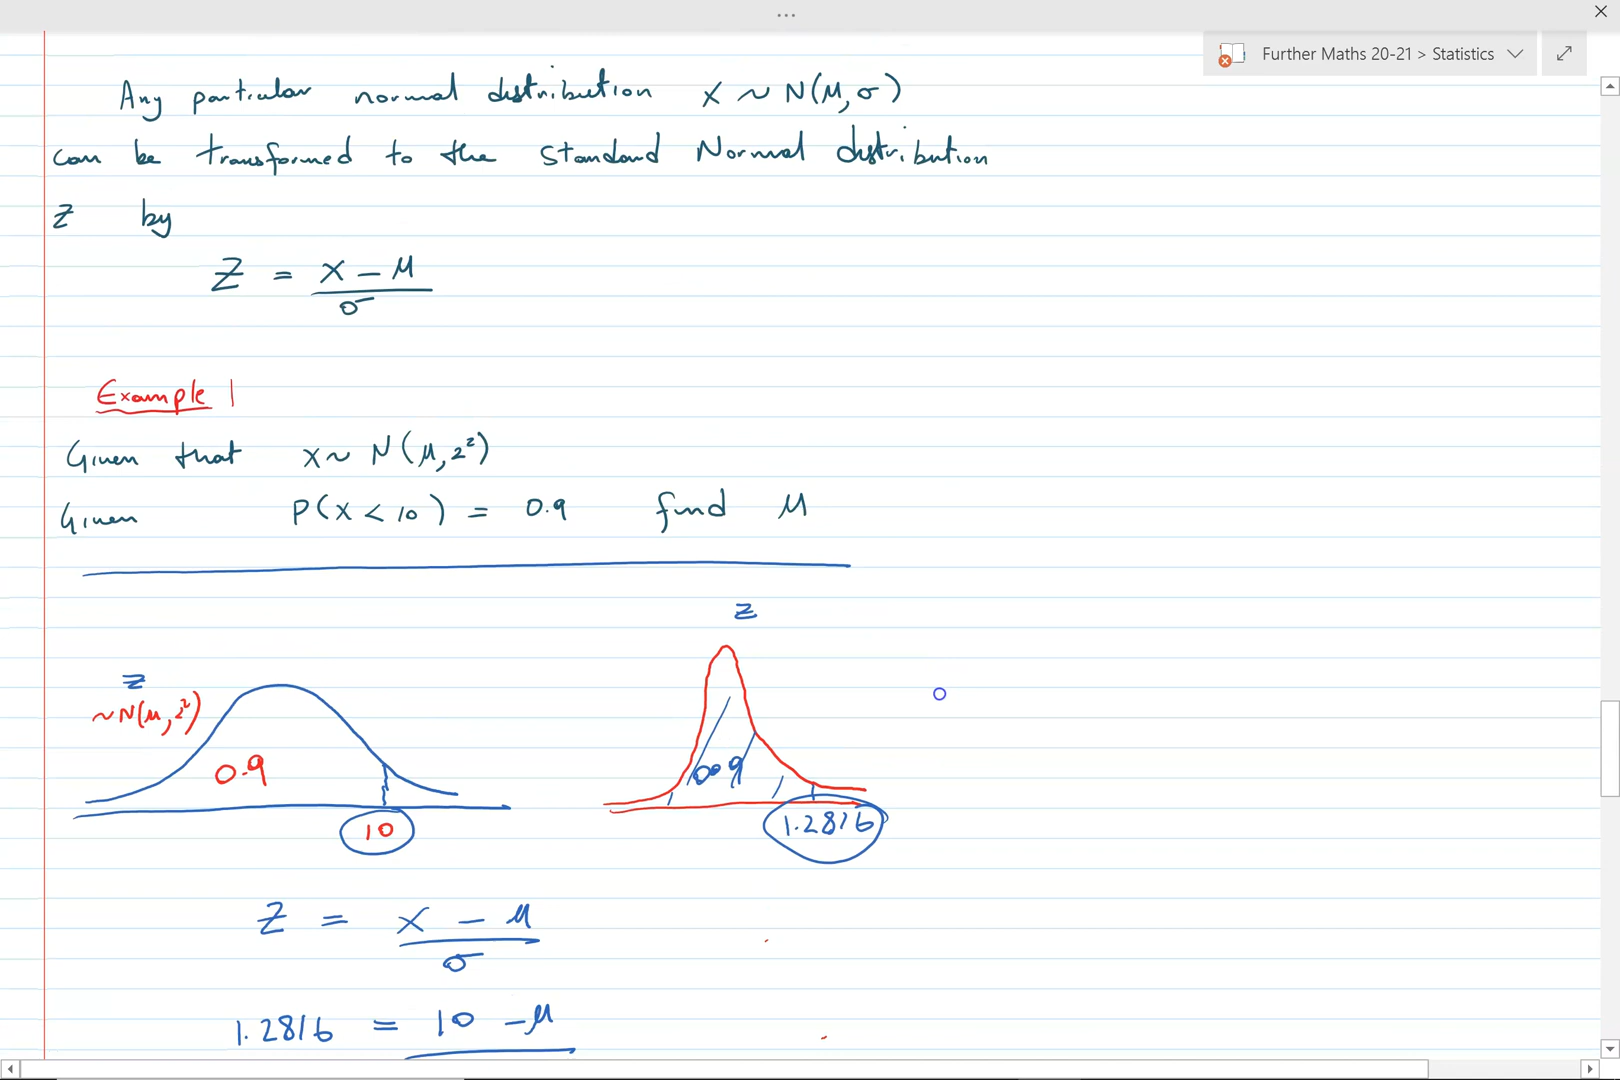 Further Maths 20-21 > Statistics
Any particular normal distribution X ~ N(μ, σ)
can be transformed to the standard Normal distribution
Z by
Z = X - μ
σ
Example 1
Given that X ~ N(μ, 2²)
Given P(X < 10) = 0.9 find μ
Z
Z
~N(μ, 2²)
0.9
0.9
10
1.2816
Z = X - μ
σ
1.2816 = 10 - μ